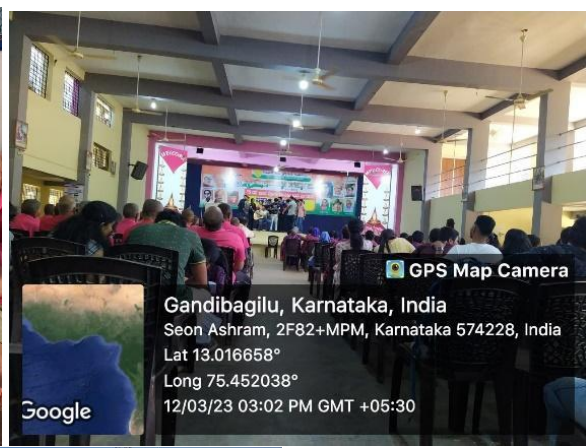 GPS Map Camera
Gandibagilu, Karnataka, India
Seon Ashram, 2F82+MPM, Karnataka 574228, India
Lat 13.016658°
Long 75.452038°
12/03/23 03:02 PM GMT +05:30
Google